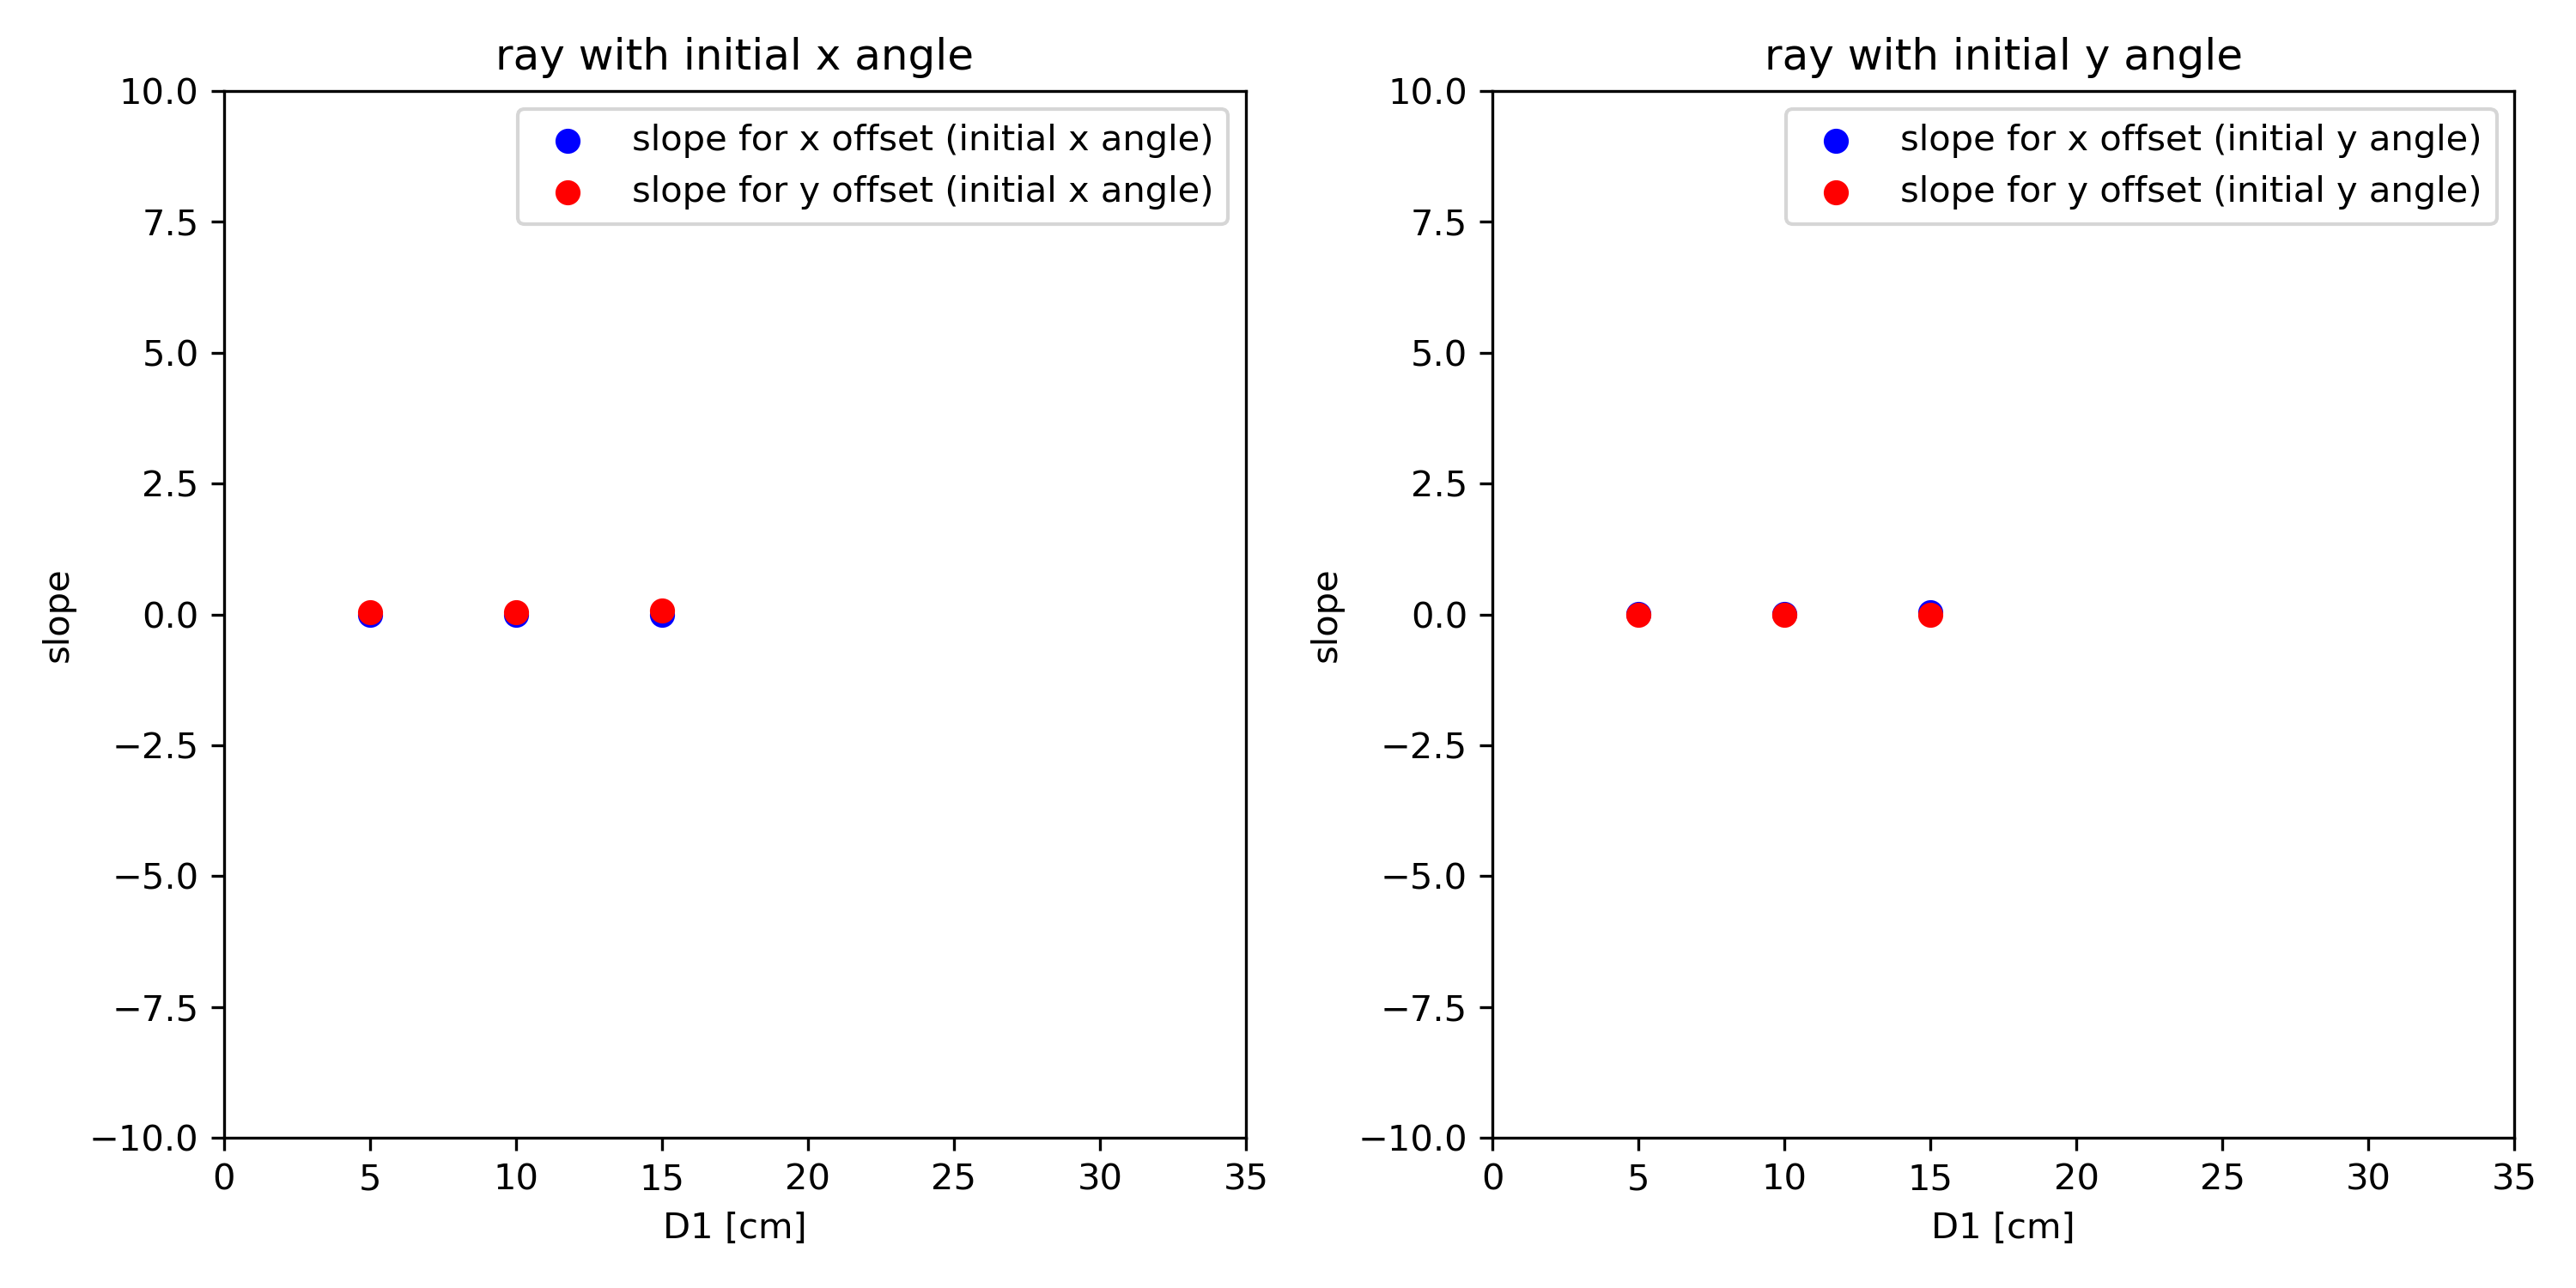 ray with initial x angle
slope for x offset (initial x angle)
slope for y offset (initial x angle)
10.0
7.5
5.0
2.5
0.0
−2.5
−5.0
−7.5
−10.0
slope
0 5 10 15 20 25 30 35
D1 [cm]
ray with initial y angle
slope for x offset (initial y angle)
slope for y offset (initial y angle)
10.0
7.5
5.0
2.5
0.0
−2.5
−5.0
−7.5
−10.0
slope
0 5 10 15 20 25 30 35
D1 [cm]